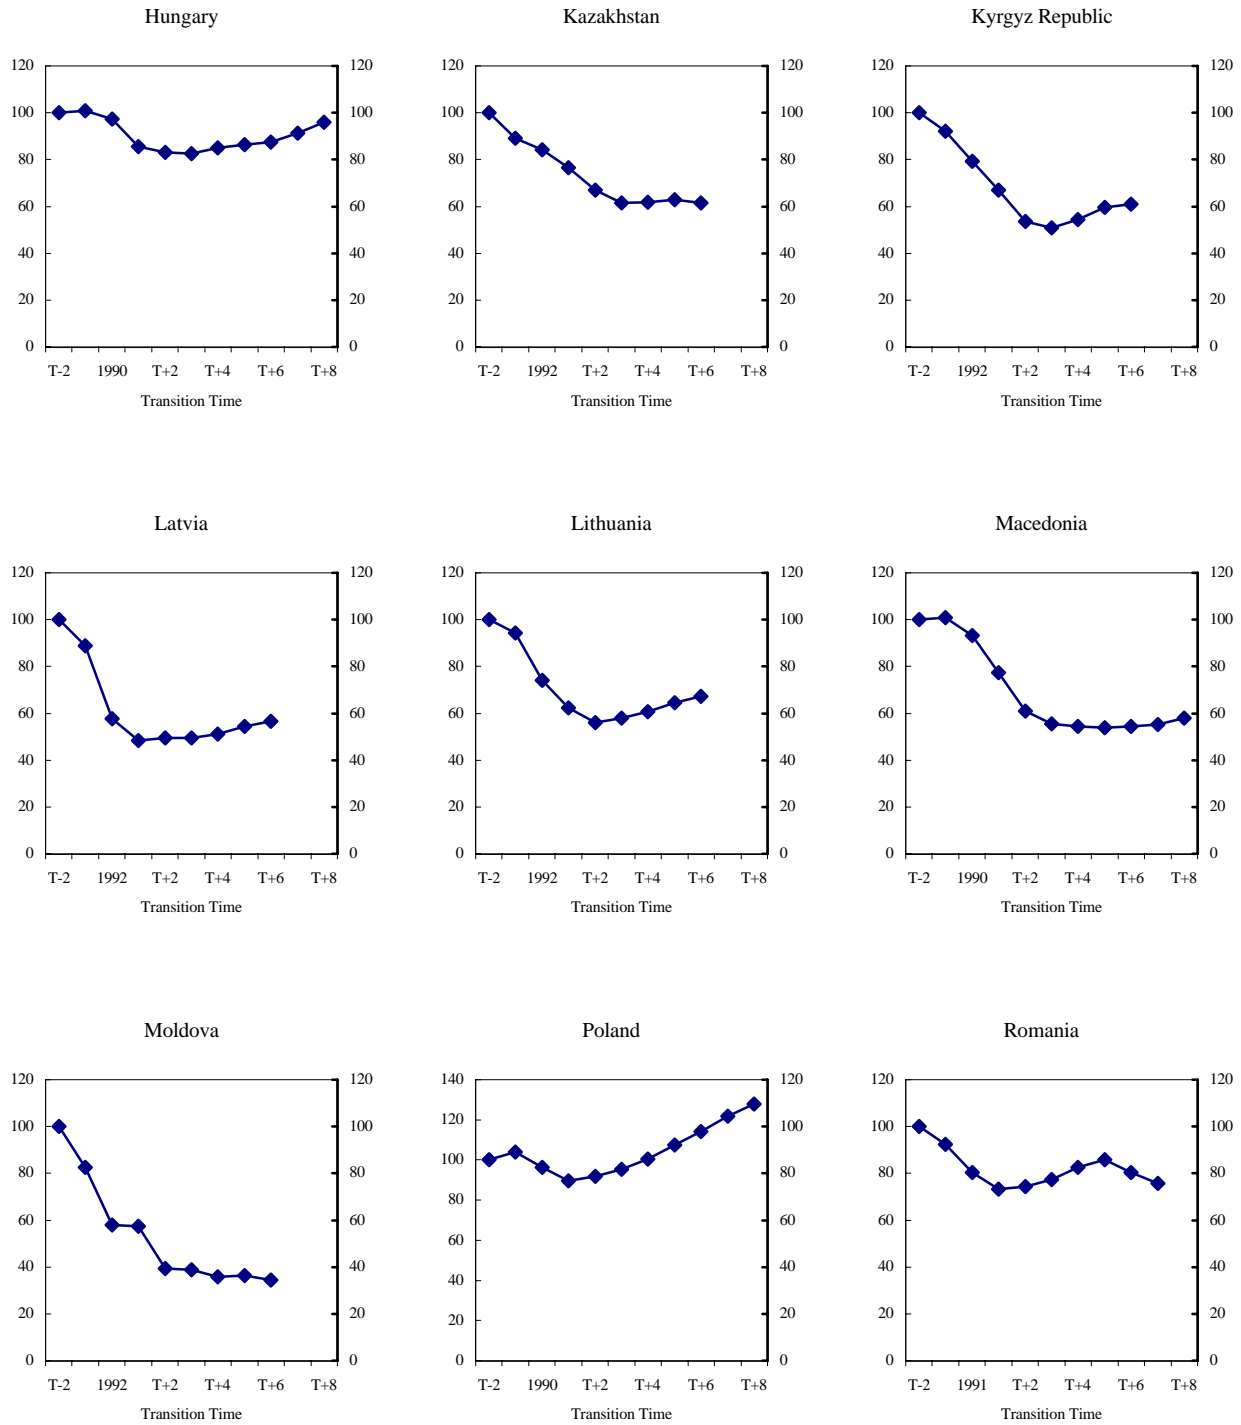 Hungary
Kazakhstan
Kyrgyz Republic
120 120 120 120 120 120
100 100 100 100 100 100
80 80 80 80 80 80
60 60 60 60 60 60
40 40 40 40 40 40
20 20 20 20 20 20
0 0 0 0 0 0
T-2 1990 T+2 T+4 T+6 T+8 T-2 1992 T+2 T+4 T+6 T+8 T-2 1992 T+2 T+4 T+6 T+8
Transition Time Transition Time Transition Time
Latvia
Lithuania
Macedonia
120 120 120 120 120 120
100 100 100 100 100 100
80 80 80 80 80 80
60 60 60 60 60 60
40 40 40 40 40 40
20 20 20 20 20 20
0 0 0 0 0 0
T-2 1992 T+2 T+4 T+6 T+8 T-2 1992 T+2 T+4 T+6 T+8 T-2 1990 T+2 T+4 T+6 T+8
Transition Time Transition Time Transition Time
Moldova
Poland
Romania
120 120 140 120 120 120
100 100 120 100 100 100
80 80 100 80 80 80
60 60 80 60 60 60
40 40 60 40 40 40
20 20 40 20 20 20
0 0 20 0 0 0
0
T-2 1992 T+2 T+4 T+6 T+8 T-2 1990 T+2 T+4 T+6 T+8 T-2 1991 T+2 T+4 T+6 T+8
Transition Time Transition Time Transition Time